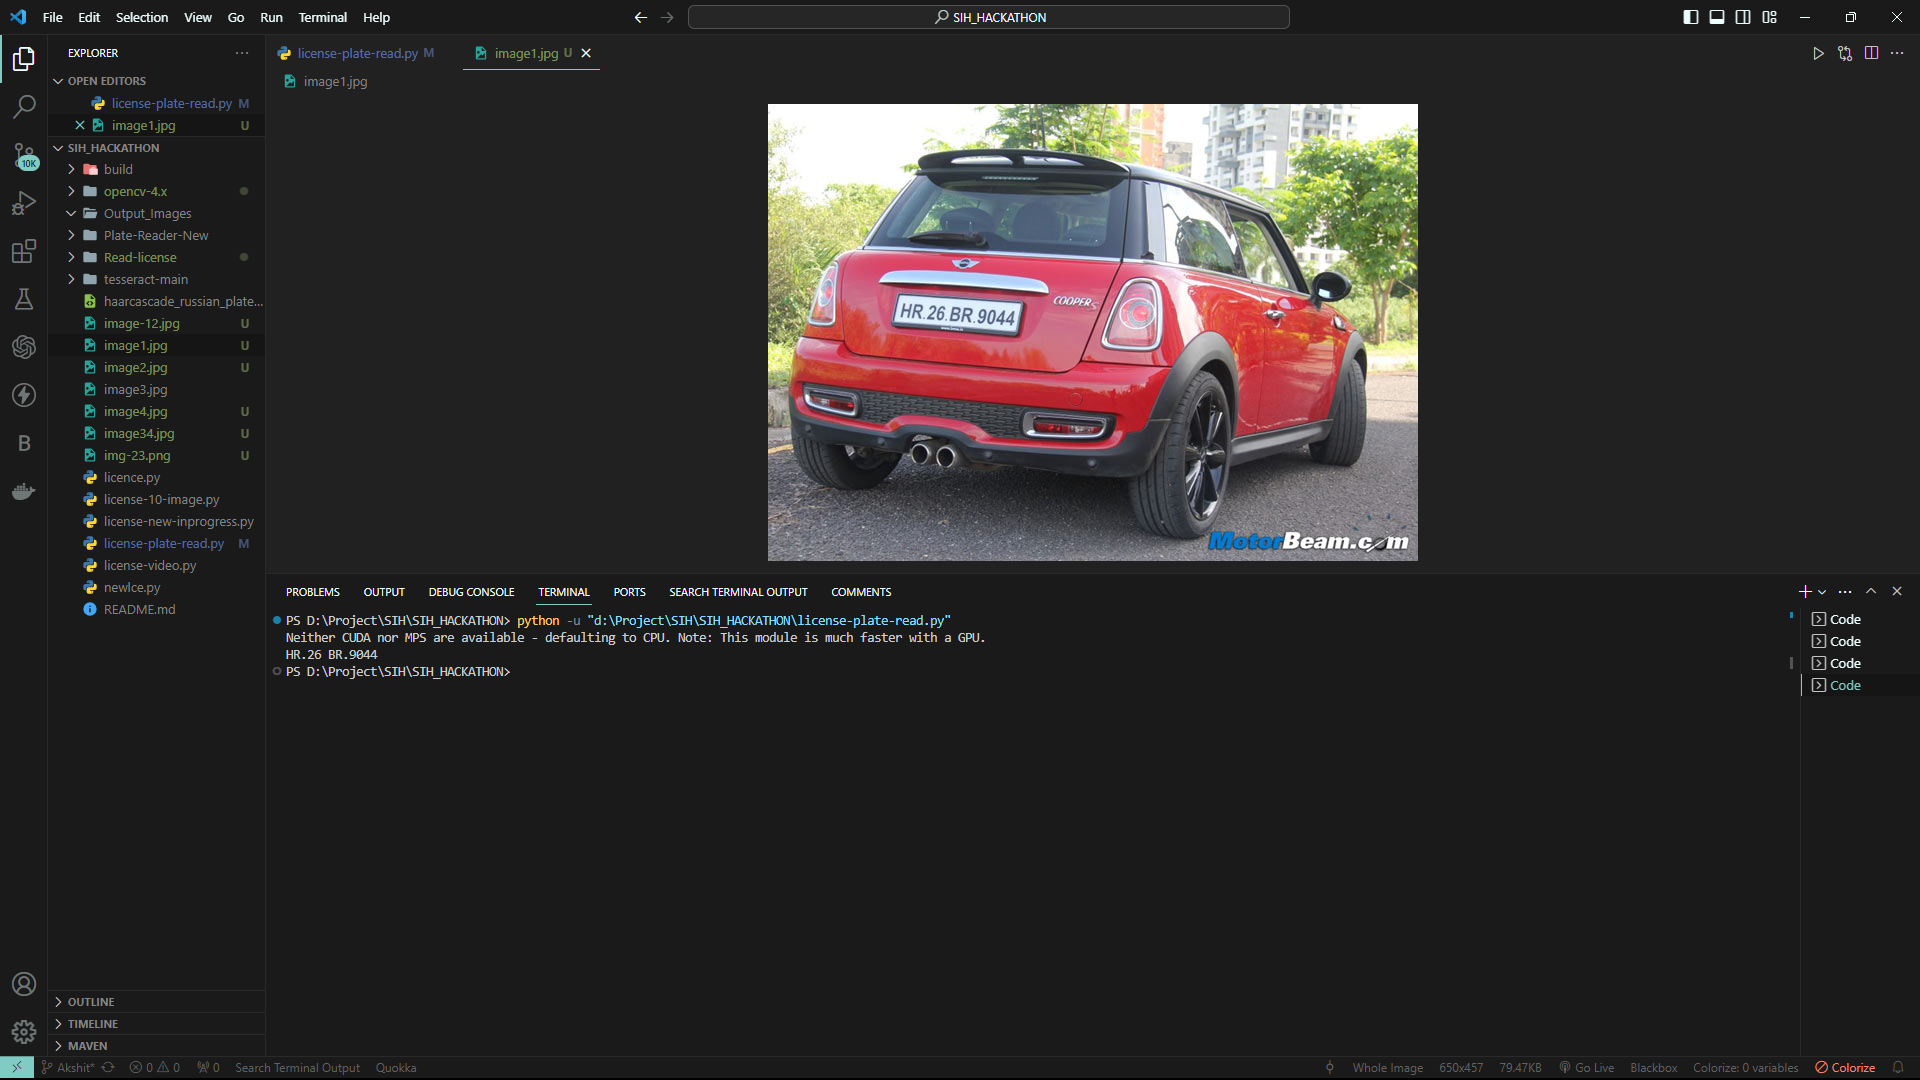 File Edit Selection View Go Run Terminal Help
SIH_HACKATHON
EXPLORER
OPEN EDITORS
license-plate-read.py M
image1.jpg U
SIH_HACKATHON
build
opencv-4.x
Output_Images
Plate-Reader-New
Read-license
tesseract-main
haarcascade_russian_plate...
image-12.jpg U
image1.jpg U
image2.jpg U
image3.jpg
image4.jpg U
image34.jpg U
img-23.png U
licence.py
license-10-image.py
license-new-inprogress.py
license-plate-read.py M
license-video.py
newIce.py
README.md
OUTLINE
TIMELINE
MAVEN
10K
B
license-plate-read.py M
image1.jpg U
image1.jpg
COOPER S
HR.26.BR.9044
MotorBeam.com
PROBLEMS OUTPUT DEBUG CONSOLE TERMINAL PORTS SEARCH TERMINAL OUTPUT COMMENTS
PS D:\Project\SIH\SIH_HACKATHON> python -u "d:\Project\SIH\SIH_HACKATHON\license-plate-read.py"
Neither CUDA nor MPS are available - defaulting to CPU. Note: This module is much faster with a GPU.
HR.26 BR.9044
PS D:\Project\SIH\SIH_HACKATHON>
Code
Code
Code
Code
Akshit* 0 0 0 Search Terminal Output Quokka
Whole Image 650x457 79.47KB Go Live Blackbox Colorize: 0 variables Colorize